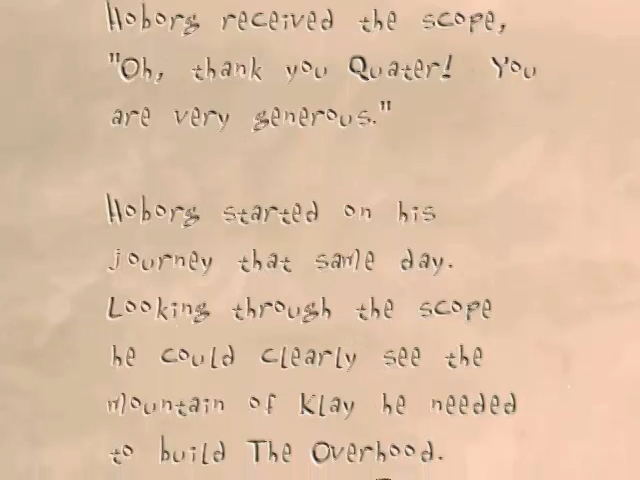 Hoborg received the scope,
"Oh, thank you Quater! You
are very generous."
Hoborg started on his
journey that same day.
Looking through the scope
he could clearly see the
mountain of Klay he needed
to build The Overhood.